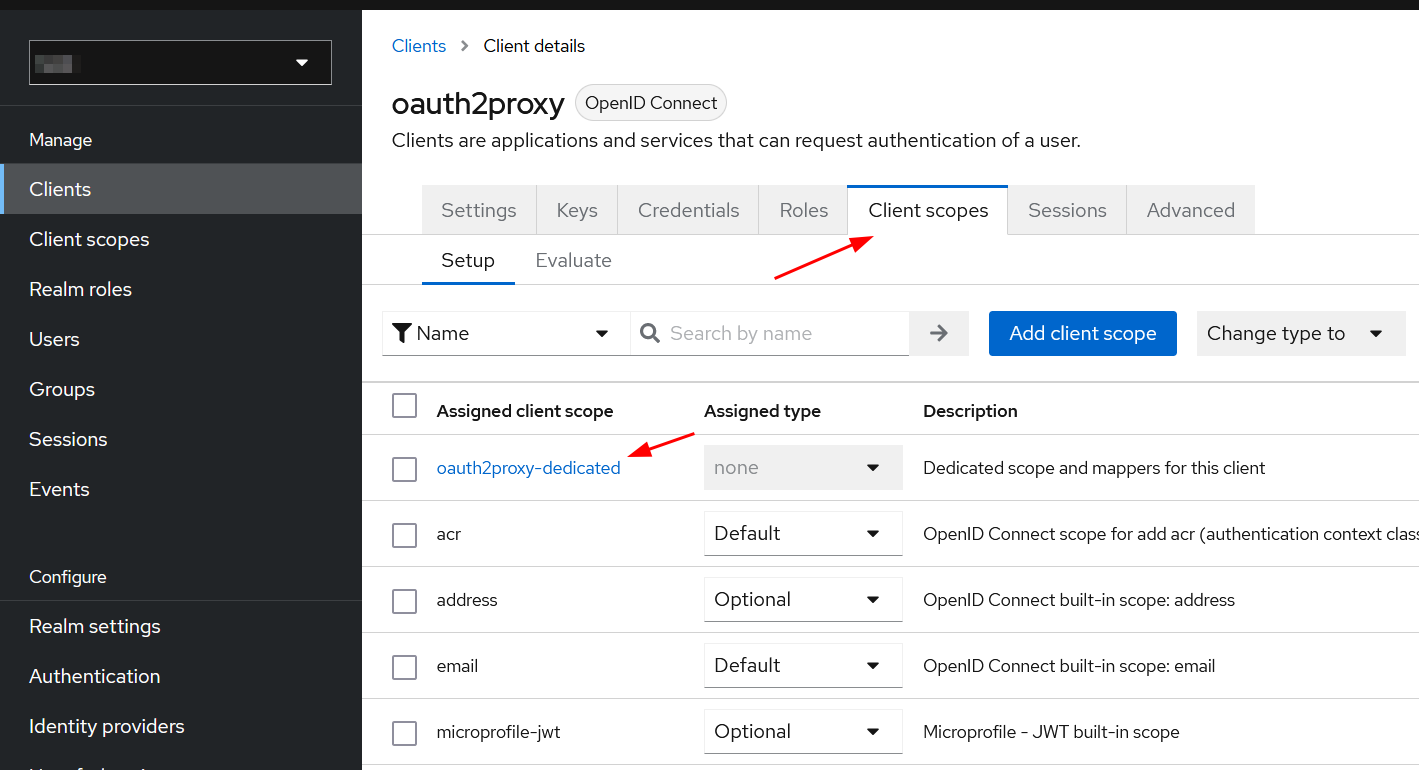 Clients > Client details
oauth2proxy OpenID Connect
Clients are applications and services that can request authentication of a user.
Manage
Clients
Client scopes
Realm roles
Users
Groups
Sessions
Events
Configure
Realm settings
Authentication
Identity providers
Settings Keys Credentials Roles Client scopes Sessions Advanced
Setup Evaluate
Name Search by name Add client scope Change type to
Assigned client scope Assigned type Description
oauth2proxy-dedicated none Dedicated scope and mappers for this client
acr Default OpenID Connect scope for add acr (authentication context
address Optional OpenID Connect built-in scope: address
email Default OpenID Connect built-in scope: email
microprofile-jwt Optional Microprofile - JWT built-in scope